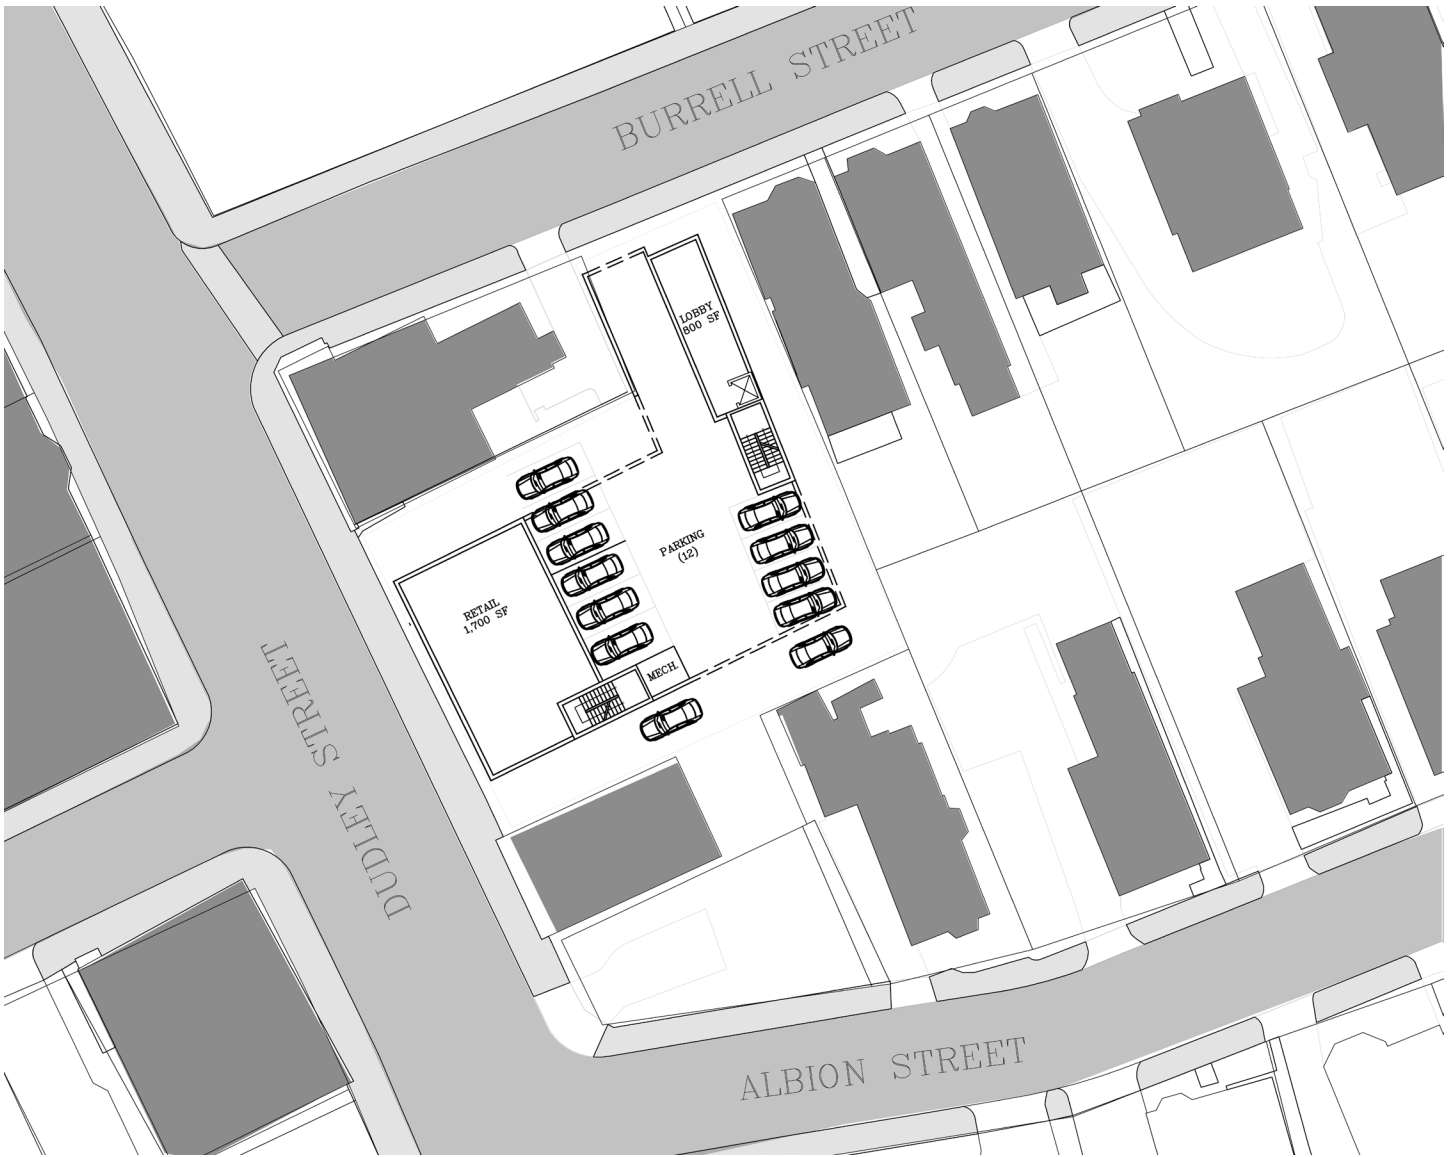 BURRELL STREET
LOBBY
800 SF
PARKING
(12)
RETAIL
1,700 SF
MECH.
DUDLEY STREET
ALBION STREET